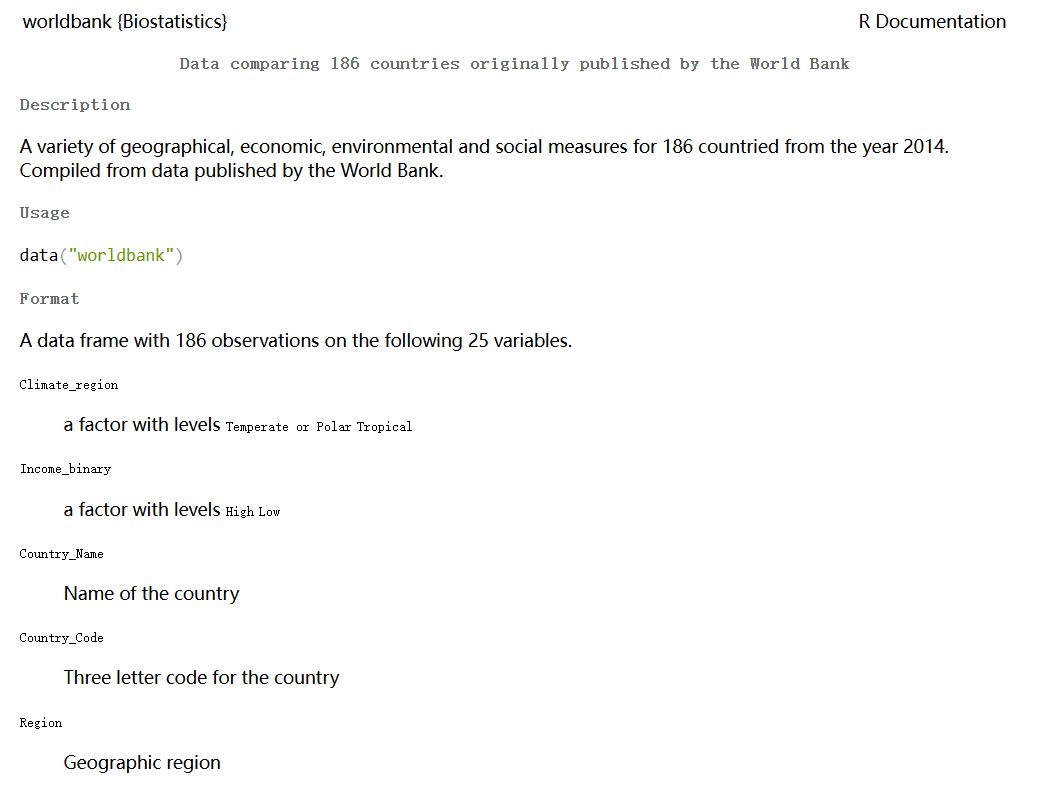 worldbank {Biostatistics} R Documentation
Data comparing 186 countries originally published by the World Bank
Description
A variety of geographical, economic, environmental and social measures for 186 countried from the year 2014.
Compiled from data published by the World Bank.
Usage
data("worldbank")
Format
A data frame with 186 observations on the following 25 variables.
Climate_region
a factor with levels Temperate or Polar Tropical
Income_binary
a factor with levels High Low
Country_Name
Name of the country
Country_Code
Three letter code for the country
Region
Geographic region